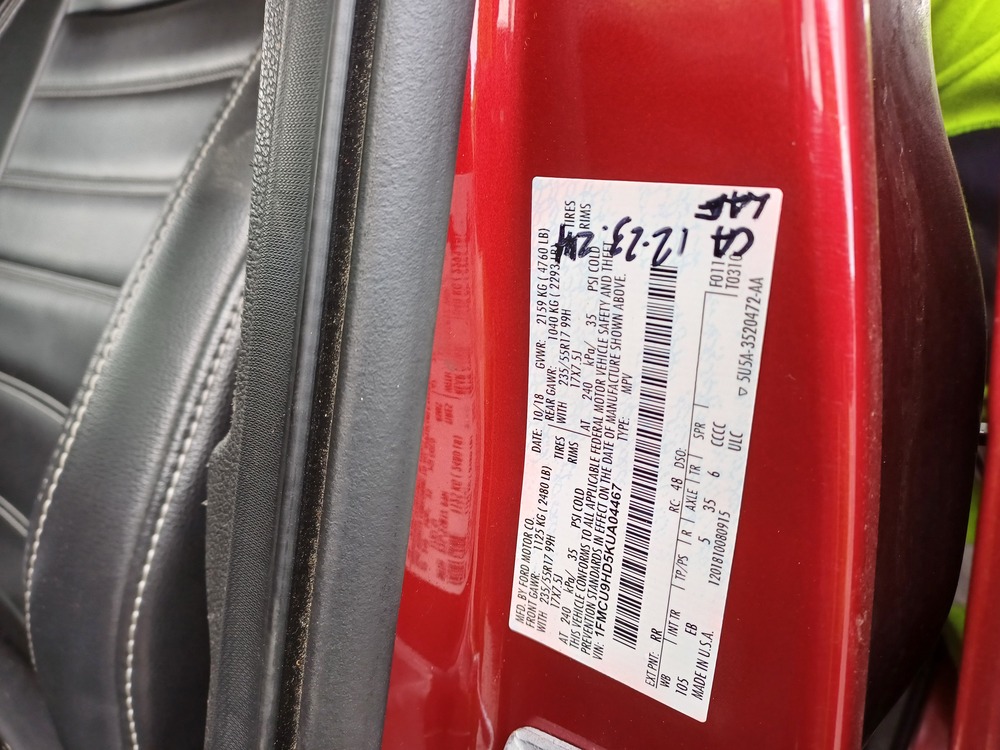 MFD. BY FORD MOTOR CO. DATE: 10/18 GVWR: 2159 KG ( 4760 LB)
FRONT GAWR: 1125 KG ( 2480 LB) REAR GAWR: 1040 KG ( 2293 LB)
WITH 235/55R17 99H TIRES WITH 235/55R17 99H TIRES
17X7.5J RIMS 17X7.5J RIMS
AT 240 kPa/ 35 PSI COLD AT 240 kPa/ 35 PSI COLD
THIS VEHICLE CONFORMS TO ALL APPLICABLE FEDERAL MOTOR VEHICLE SAFETY AND THEFT
PREVENTION STANDARDS IN EFFECT ON THE DATE OF MANUFACTURE SHOWN ABOVE.
VIN: 1FMCU9HD5KUA04467 TYPE: MPV
EXT PNT: RR RC: 48 DSO:
WB INT TR TP/PS R AXLE TR SPR
105 EB 5 35 6 CCCC
MADE IN U.S.A. 1201810080915 ULC
▽ 5U5A-3520472-AA
CA
12-23-24